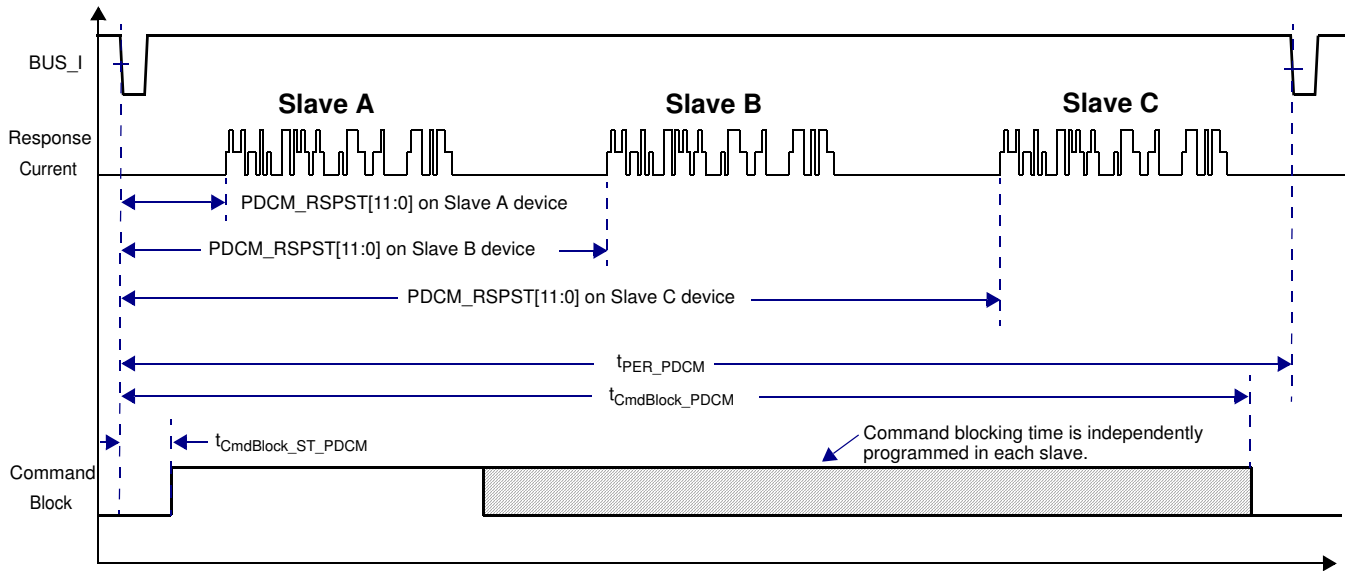 BUS_I
Slave A
Slave B
Slave C
Response
Current
PDCM_RSPST[11:0] on Slave A device
PDCM_RSPST[11:0] on Slave B device
PDCM_RSPST[11:0] on Slave C device
tPER_PDCM
tCmdBlock_PDCM
tCmdBlock_ST_PDCM
Command blocking time is independently
programmed in each slave.
Command
Block